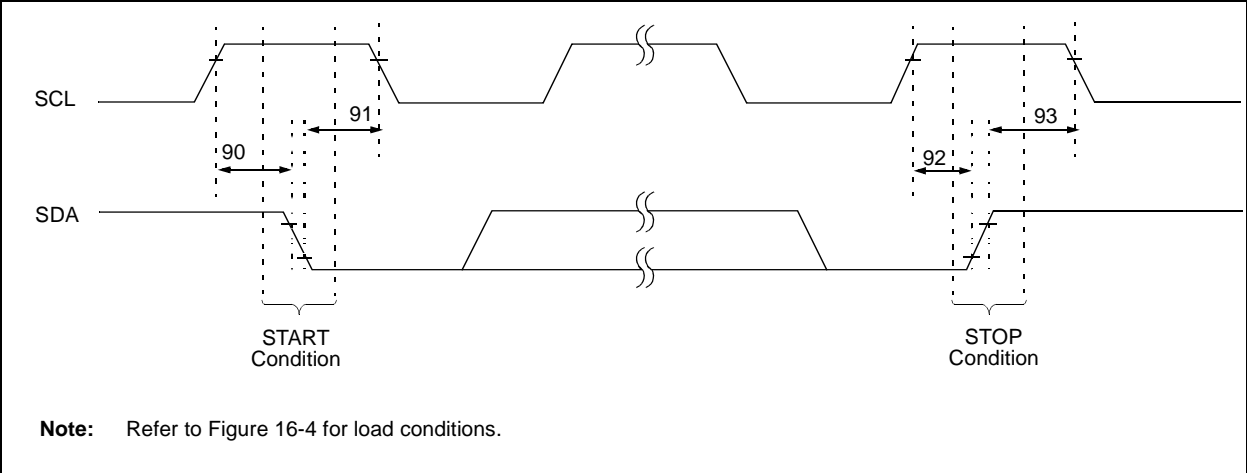 SCL
91
93
90
92
SDA
START
Condition
STOP
Condition
Note: Refer to Figure 16-4 for load conditions.